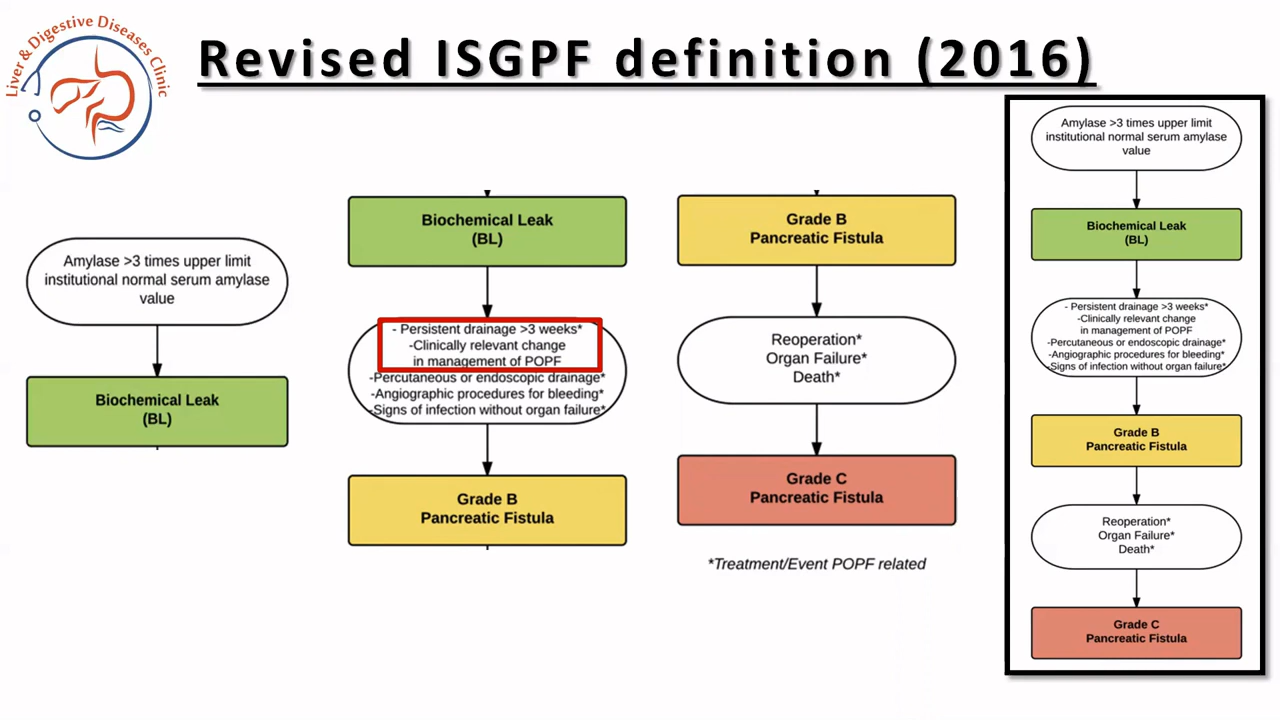 Liver & Digestive Diseases Clinic
Revised ISGPF definition (2016)
Amylase >3 times upper limit
institutional normal serum amylase
value
Biochemical Leak
(BL)
Biochemical Leak
(BL)
- Persistent drainage >3 weeks*
-Clinically relevant change
in management of POPF
-Percutaneous or endoscopic drainage*
-Angiographic procedures for bleeding*
-Signs of infection without organ failure*
Grade B
Pancreatic Fistula
Grade B
Pancreatic Fistula
Reoperation*
Organ Failure*
Death*
Grade C
Pancreatic Fistula
*Treatment/Event POPF related
Amylase >3 times upper limit
institutional normal serum amylase
value
Biochemical Leak
(BL)
- Persistent drainage >3 weeks*
-Clinically relevant change
in management of POPF
-Percutaneous or endoscopic drainage*
-Angiographic procedures for bleeding*
-Signs of infection without organ failure*
Grade B
Pancreatic Fistula
Reoperation*
Organ Failure*
Death*
Grade C
Pancreatic Fistula